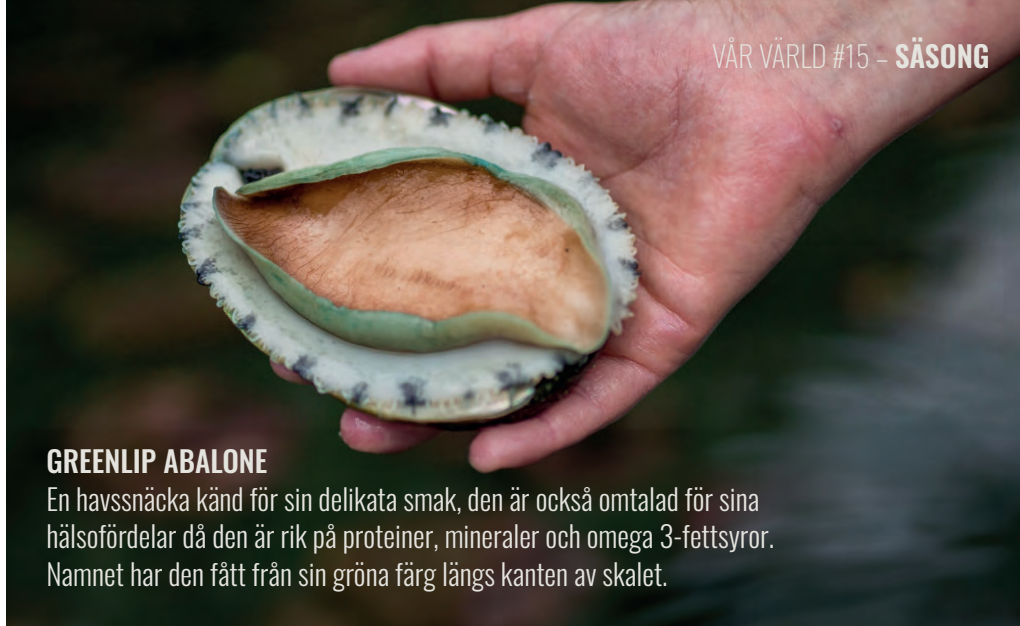 VÅR VÄRLD #15 – SÄSONG
GREENLIP ABALONE
En havssnäcka känd för sin delikata smak, den är också omtalad för sina
hälsofördelar då den är rik på proteiner, mineraler och omega 3-fettsyror.
Namnet har den fått från sin gröna färg längs kanten av skalet.